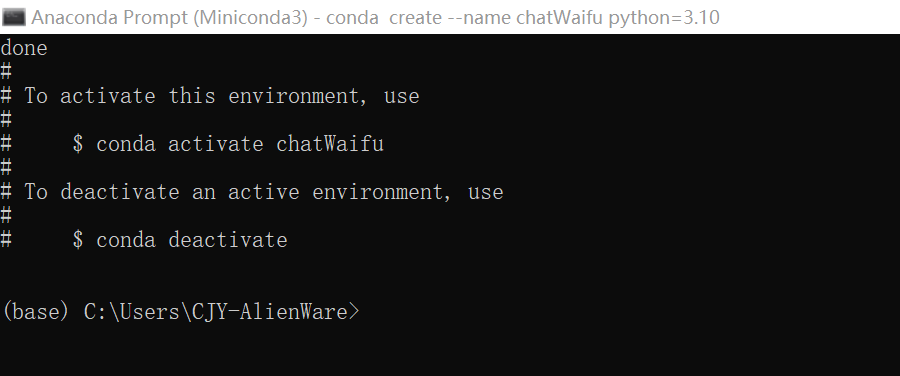 Anaconda Prompt (Miniconda3) - conda  create --name chatWaifu python=3.10
done
#
# To activate this environment, use
#
#     $ conda activate chatWaifu
#
# To deactivate an active environment, use
#
#     $ conda deactivate
(base) C:\Users\CJY-AlienWare>